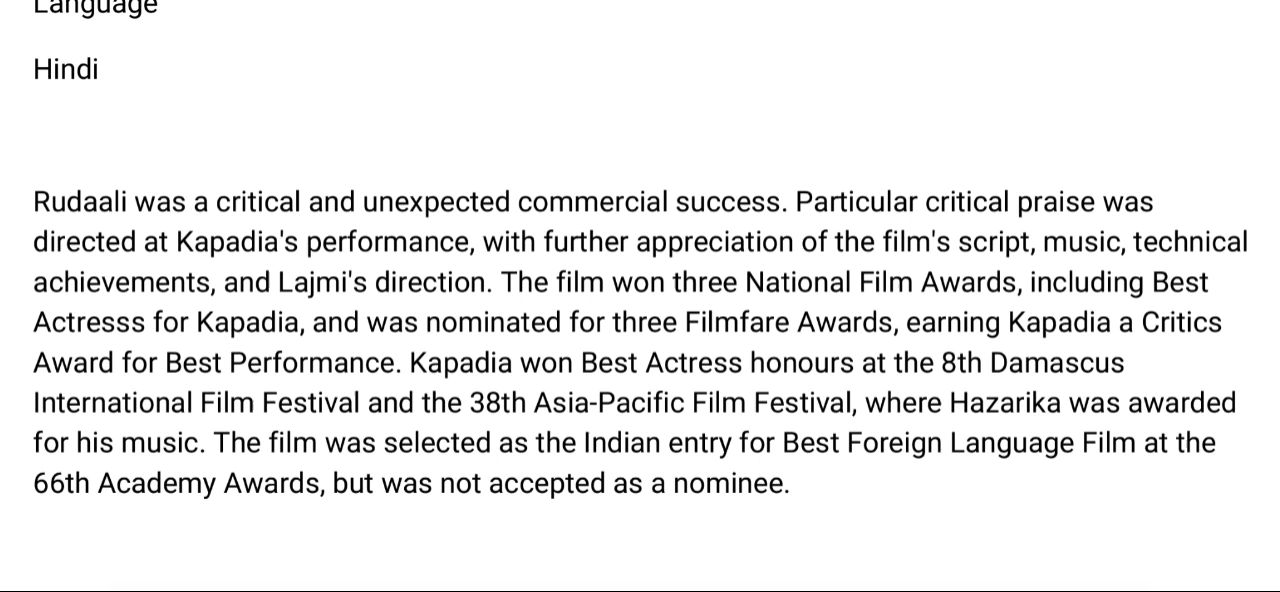 Language
Hindi
Rudaali was a critical and unexpected commercial success. Particular critical praise was
directed at Kapadia's performance, with further appreciation of the film's script, music, technical
achievements, and Lajmi's direction. The film won three National Film Awards, including Best
Actresss for Kapadia, and was nominated for three Filmfare Awards, earning Kapadia a Critics
Award for Best Performance. Kapadia won Best Actress honours at the 8th Damascus
International Film Festival and the 38th Asia-Pacific Film Festival, where Hazarika was awarded
for his music. The film was selected as the Indian entry for Best Foreign Language Film at the
66th Academy Awards, but was not accepted as a nominee.